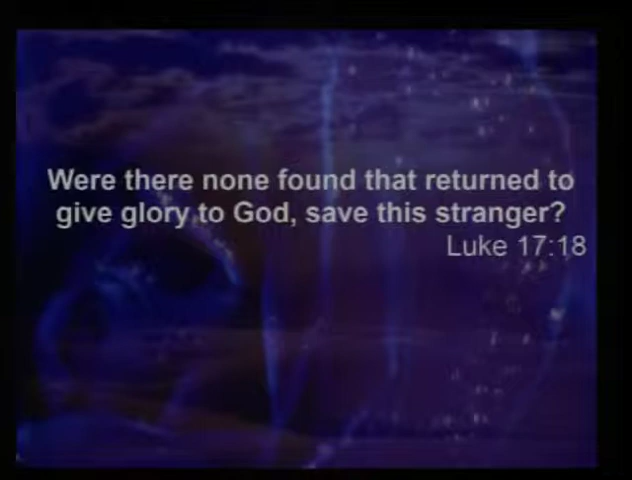 Were there none found that returned to
give glory to God, save this stranger?
Luke 17:18